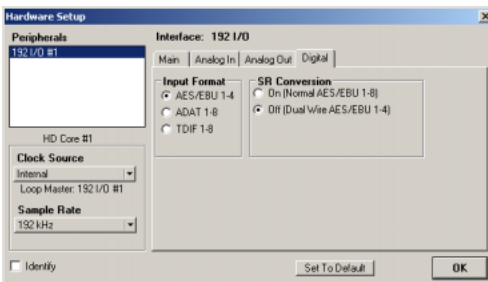 Hardware Setup
Peripherals
192 I/O #1
HD Core #1
Clock Source
Internal
Loop Master: 192 I/O #1
Sample Rate
192 kHz
Identify
Interface: 192 I/O
Main
Analog In
Analog Out
Digital
Input Format
AES/EBU 1-4
ADAT 1-8
TDIF 1-8
SR Conversion
On (Normal AES/EBU 1-8)
Off (Dual Wire AES/EBU 1-4)
Set To Default
OK